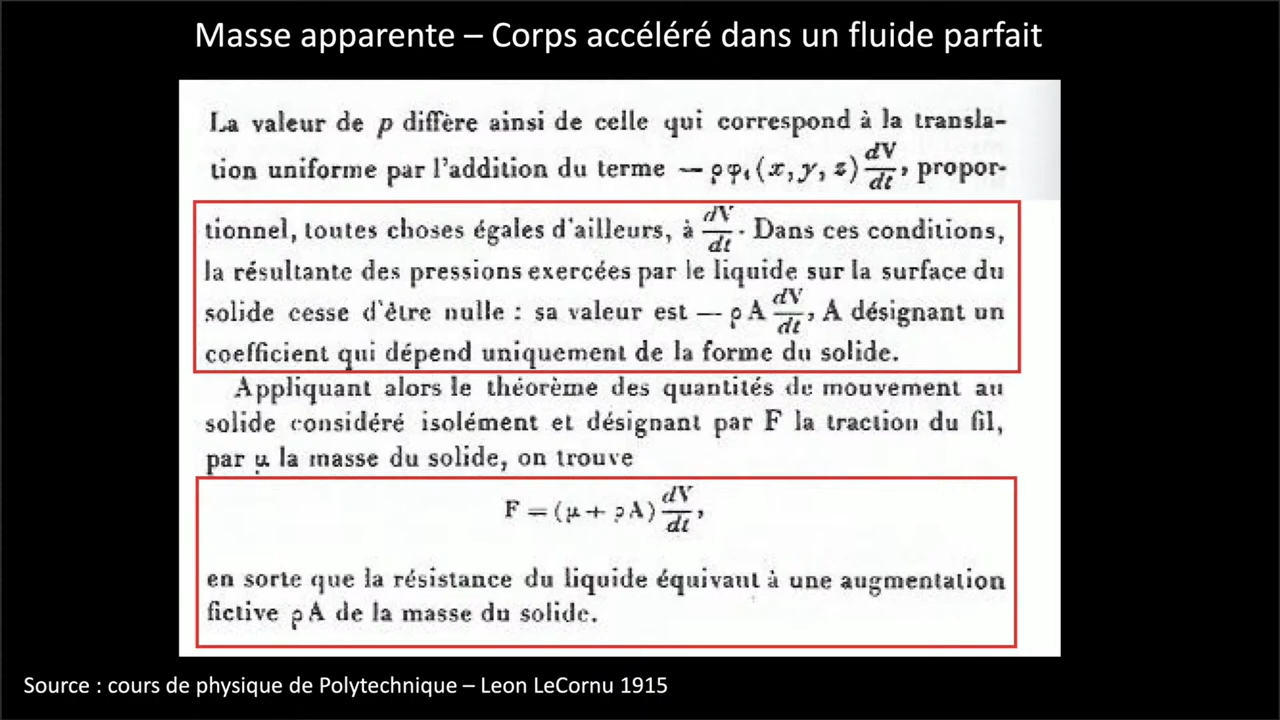 Masse apparente – Corps accéléré dans un fluide parfait
La valeur de p diffère ainsi de celle qui correspond à la transla-
tion uniforme par l'addition du terme — ρφ₁(x, y, z) dV/dt, propor-
tionnel, toutes choses égales d'ailleurs, à dV/dt. Dans ces conditions,
la résultante des pressions exercées par le liquide sur la surface du
solide cesse d'être nulle : sa valeur est — ρA dV/dt, A désignant un
coefficient qui dépend uniquement de la forme du solide.
Appliquant alors le théorème des quantités de mouvement au
solide considéré isolément et désignant par F la traction du fil,
par μ la masse du solide, on trouve
F = (μ + ρA) dV/dt,
en sorte que la résistance du liquide équivaut à une augmentation
fictive ρA de la masse du solide.
Source : cours de physique de Polytechnique – Leon LeCornu 1915